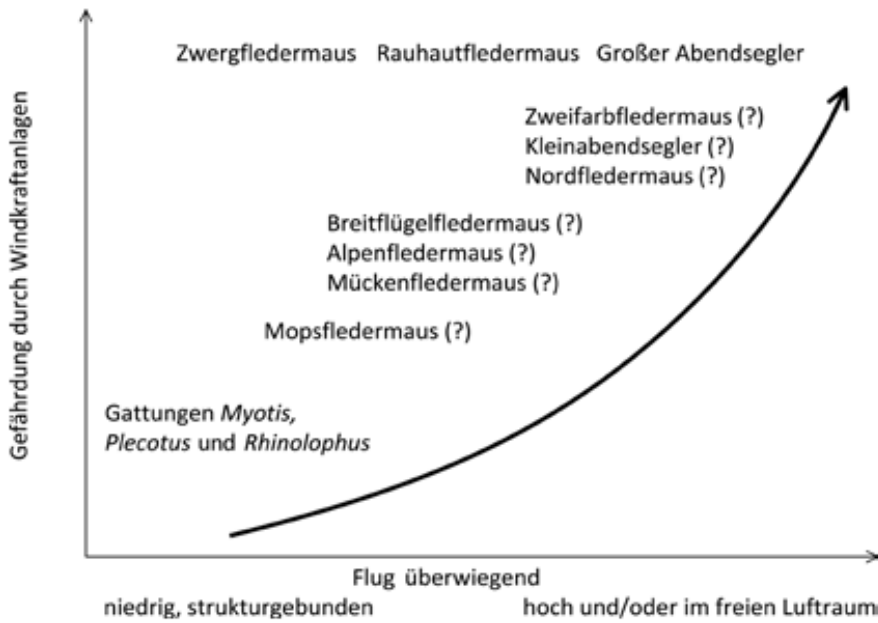 Zwergfledermaus Rauhautfledermaus Großer Abendsegler
Zweifarbfledermaus (?)
Kleinabendsegler (?)
Nordfledermaus (?)
Breitflügelfledermaus (?)
Alpenfledermaus (?)
Mückenfledermaus (?)
Mopsfledermaus (?)
Gattungen Myotis,
Plecotus und Rhinolophus
Gefährdung durch Windkraftanlagen
Flug überwiegend
niedrig, strukturgebunden hoch und/oder im freien Luftraum